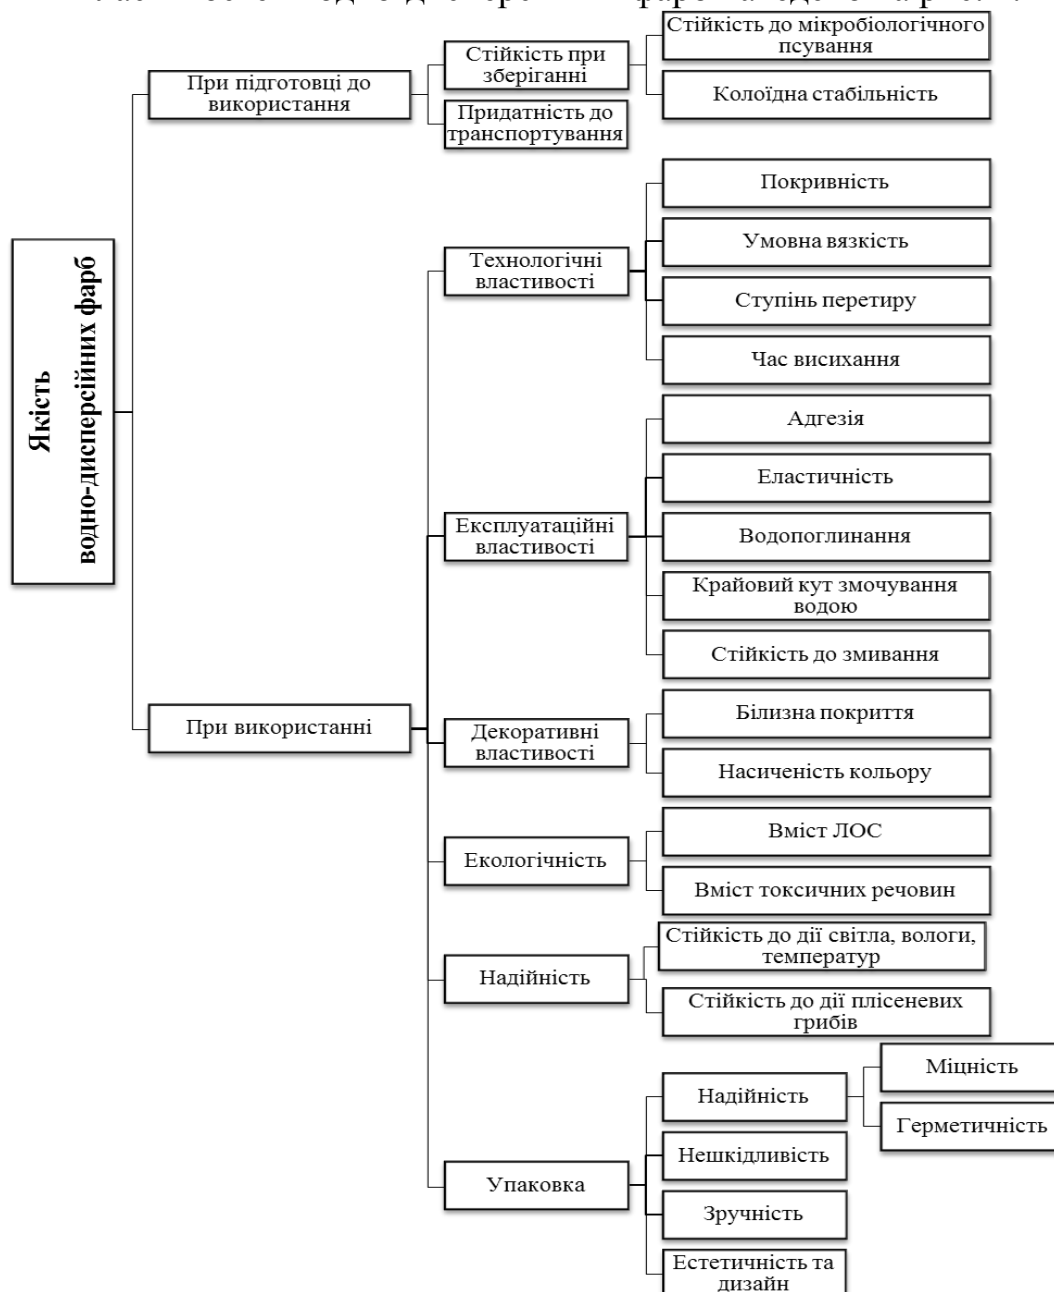 Якість
водно-дисперсійних фарб
При підготовці до
використання
Стійкість при
зберіганні
Стійкість до мікробіологічного
псування
Колоїдна стабільність
Придатність до
транспортування
При використанні
Технологічні
властивості
Покривність
Умовна вязкість
Ступінь перетиру
Час висихання
Експлуатаційні
властивості
Адгезія
Еластичність
Водопоглинання
Крайовий кут змочування
водою
Стійкість до змивання
Декоративні
властивості
Білизна покриття
Насиченість кольору
Екологічність
Вміст ЛОС
Вміст токсичних речовин
Надійність
Стійкість до дії світла, вологи,
температур
Стійкість до дії плісеневих
грибів
Упаковка
Надійність
Міцність
Герметичність
Нешкідливість
Зручність
Естетичність та
дизайн